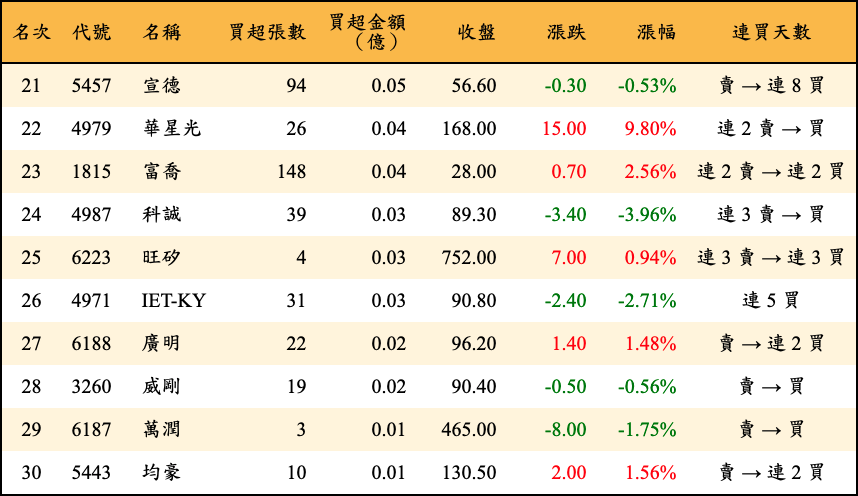 名次 代號 名稱 買超張數 買超金額（億） 收盤 漲跌 漲幅 連買天數
21 5457 宣德 94 0.05 56.60 -0.30 -0.53% 賣 → 連 8 買
22 4979 華星光 26 0.04 168.00 15.00 9.80% 連 2 賣 → 買
23 1815 富喬 148 0.04 28.00 0.70 2.56% 連 2 賣 → 連 2 買
24 4987 科誠 39 0.03 89.30 -3.40 -3.96% 連 3 賣 → 買
25 6223 旺矽 4 0.03 752.00 7.00 0.94% 連 3 賣 → 連 3 買
26 4971 IET-KY 31 0.03 90.80 -2.40 -2.71% 連 5 買
27 6188 廣明 22 0.02 96.20 1.40 1.48% 賣 → 連 2 買
28 3260 威剛 19 0.02 90.40 -0.50 -0.56% 賣 → 買
29 6187 萬潤 3 0.01 465.00 -8.00 -1.75% 賣 → 買
30 5443 均豪 10 0.01 130.50 2.00 1.56% 賣 → 連 2 買